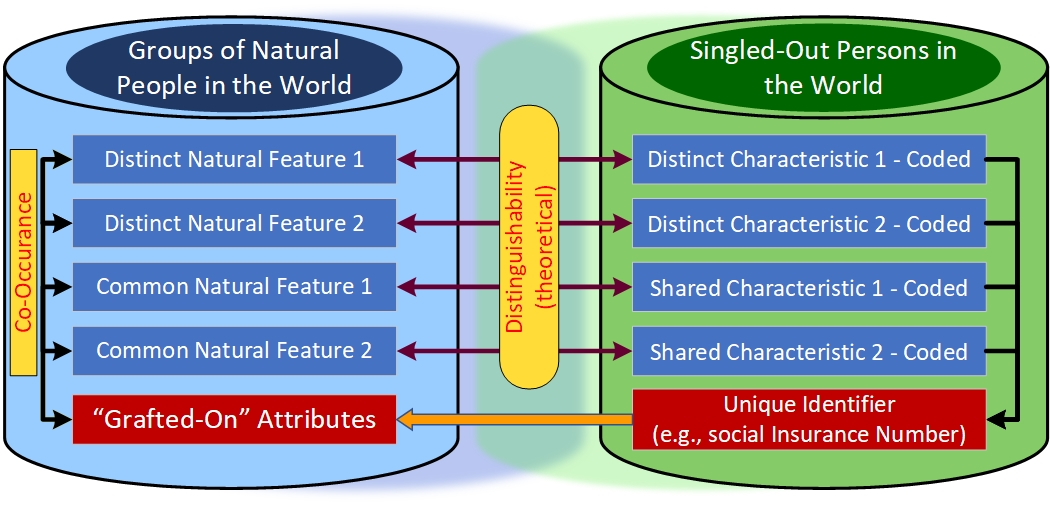 Groups of Natural
People in the World
Singled-Out Persons in
the World
Co-Occurance
Distinct Natural Feature 1
Distinct Natural Feature 2
Common Natural Feature 1
Common Natural Feature 2
“Grafted-On” Attributes
Distinguishability
(theoretical)
Distinct Characteristic 1 - Coded
Distinct Characteristic 2 - Coded
Shared Characteristic 1 - Coded
Shared Characteristic 2 - Coded
Unique Identifier
(e.g., social Insurance Number)